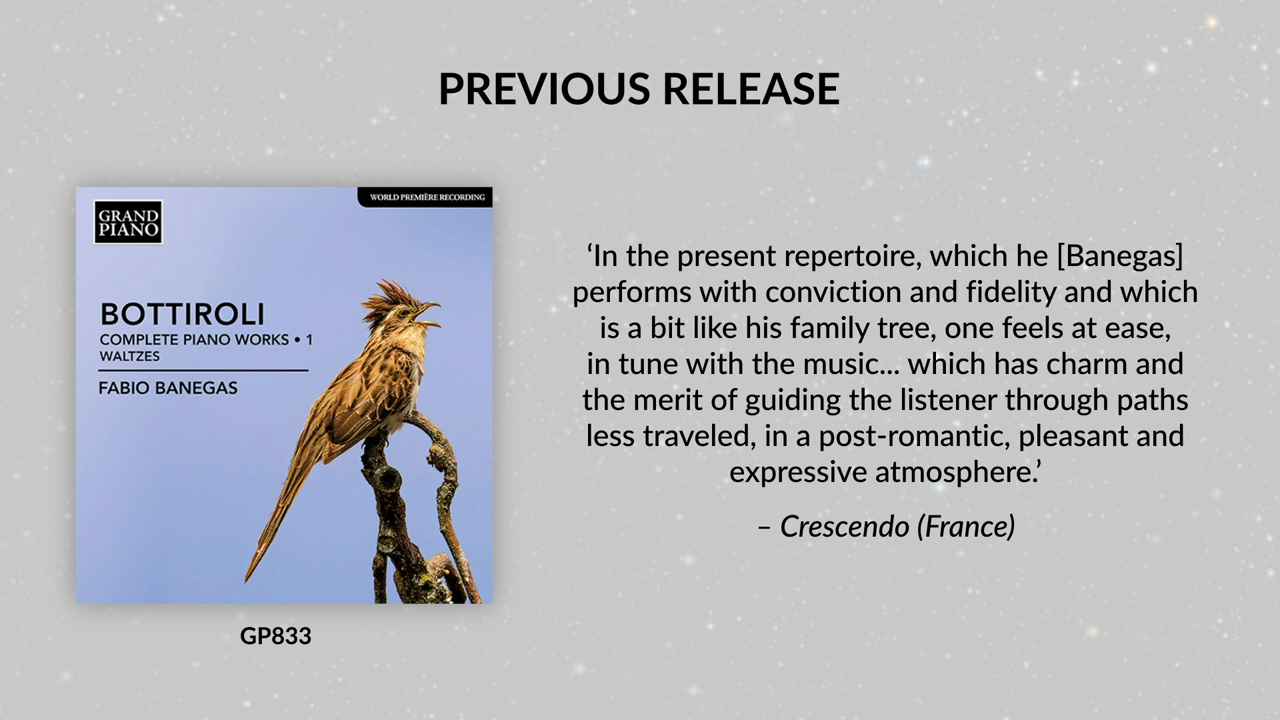 PREVIOUS RELEASE
WORLD PREMIÈRE RECORDING
GRAND
PIANO
BOTTIROLI
COMPLETE PIANO WORKS • 1
WALTZES
FABIO BANEGAS
GP833
‘In the present repertoire, which he [Banegas]
performs with conviction and fidelity and which
is a bit like his family tree, one feels at ease,
in tune with the music... which has charm and
the merit of guiding the listener through paths
less traveled, in a post-romantic, pleasant and
expressive atmosphere.’
– Crescendo (France)